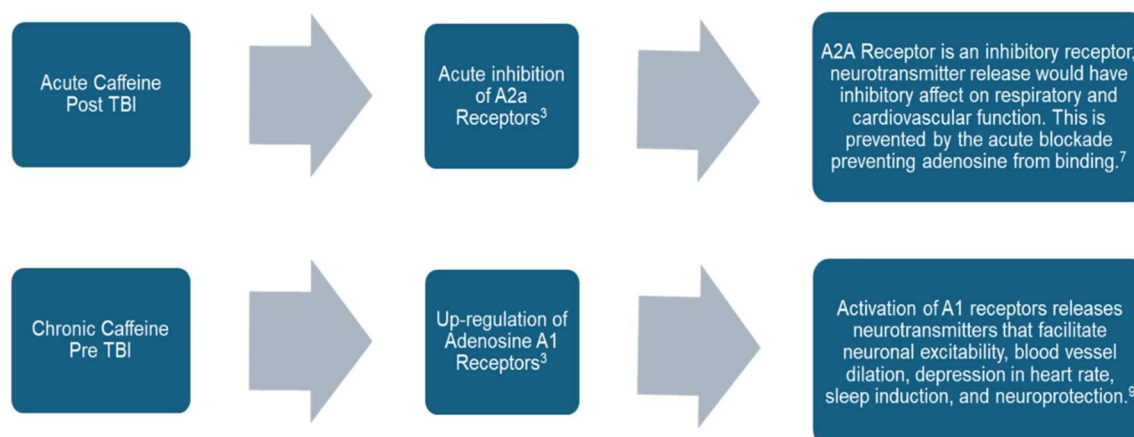 Acute Caffeine
Post TBI
Acute inhibition
of A2a
Receptors³
A2A Receptor is an inhibitory receptor,
neurotransmitter release would have
inhibitory affect on respiratory and
cardiovascular function. This is
prevented by the acute blockade
preventing adenosine from binding.⁷
Chronic Caffeine
Pre TBI
Up-regulation of
Adenosine A1
Receptors³
Activation of A1 receptors releases
neurotransmitters that facilitate
neuronal excitability, blood vessel
dilation, depression in heart rate,
sleep induction, and neuroprotection.⁹